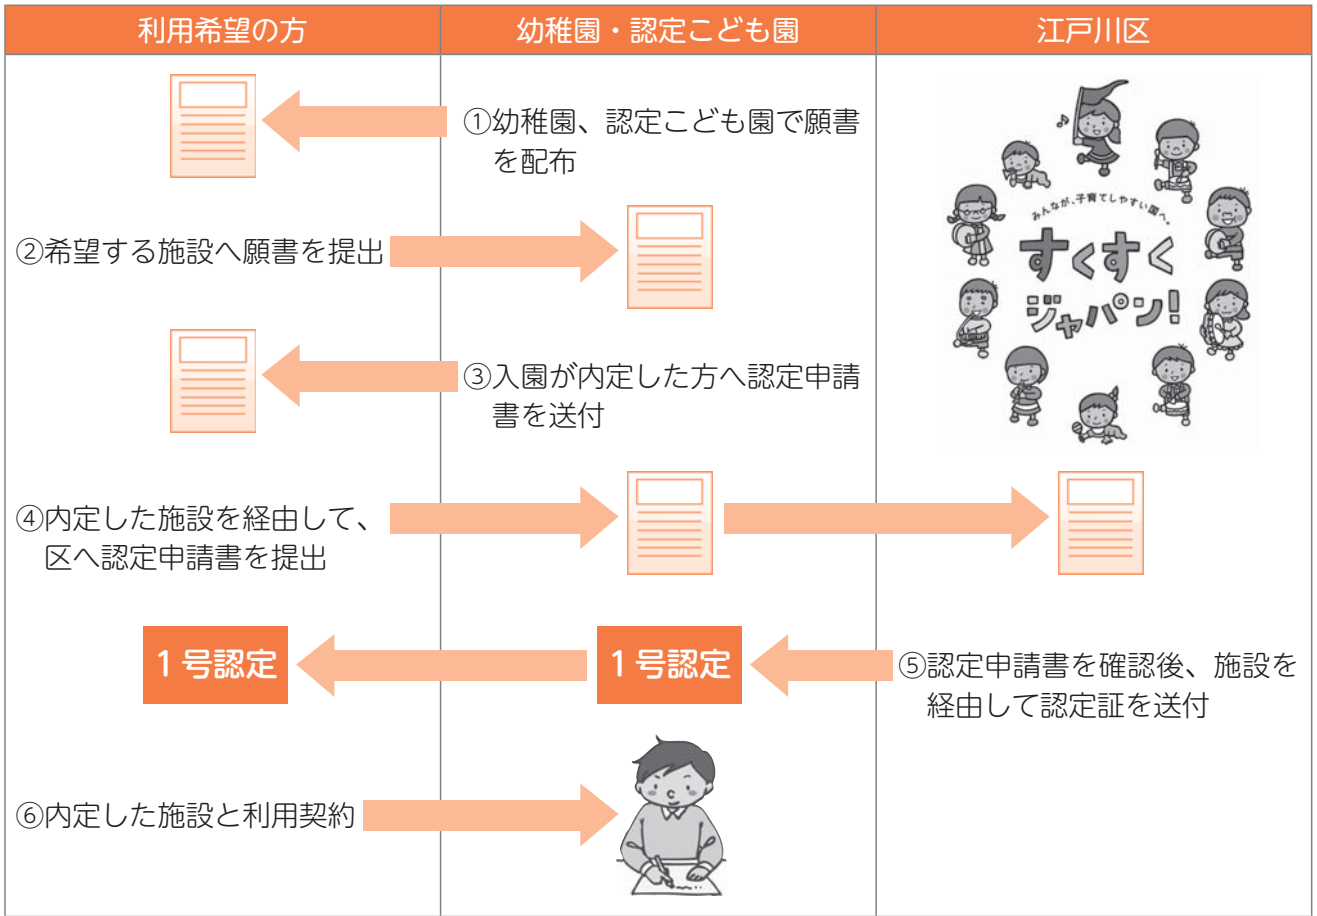 利用希望の方
幼稚園・認定こども園
江戸川区
①幼稚園、認定こども園で願書
を配布
②希望する施設へ願書を提出
みんなが、子育てしやすい国へ。
すくすく
ジャパン!
③入園が内定した方へ認定申請
書を送付
④内定した施設を経由して、
区へ認定申請書を提出
1号認定
1号認定
⑤認定申請書を確認後、施設を
経由して認定証を送付
⑥内定した施設と利用契約